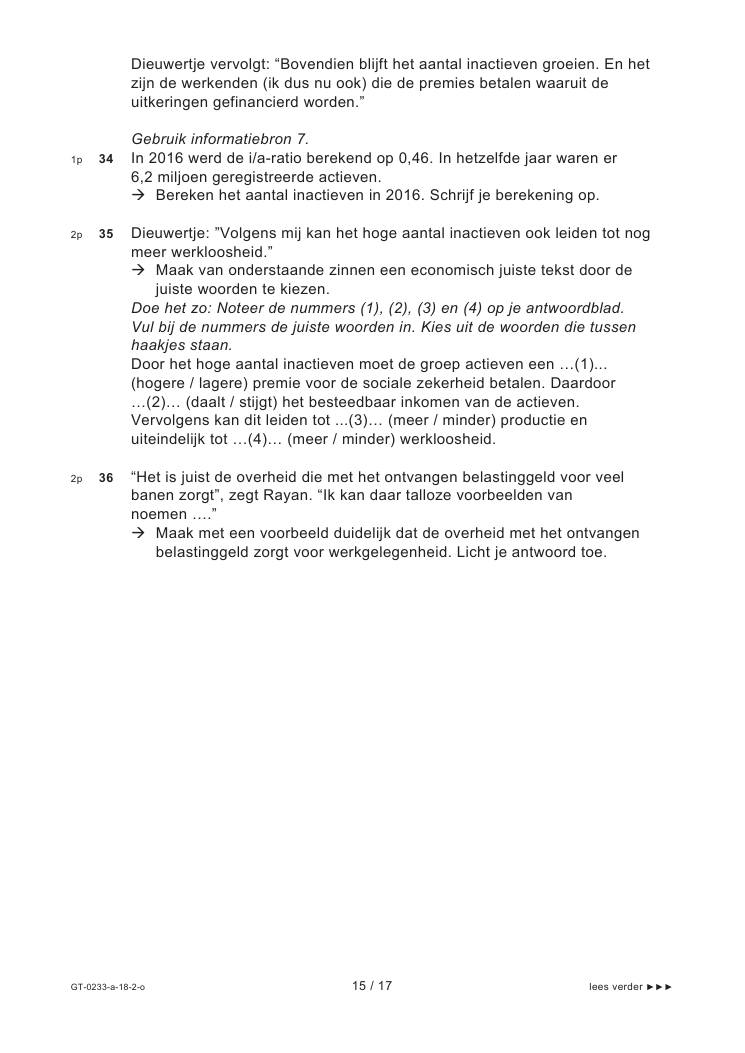 Dieuwertje vervolgt: “Bovendien blijft het aantal inactieven groeien. En het
zijn de werkenden (ik dus nu ook) die de premies betalen waaruit de
uitkeringen gefinancierd worden.”
Gebruik informatiebron 7.
1p 34 In 2016 werd de i/a-ratio berekend op 0,46. In hetzelfde jaar waren er
6,2 miljoen geregistreerde actieven.
→ Bereken het aantal inactieven in 2016. Schrijf je berekening op.
2p 35 Dieuwertje: ”Volgens mij kan het hoge aantal inactieven ook leiden tot nog
meer werkloosheid.”
→ Maak van onderstaande zinnen een economisch juiste tekst door de
juiste woorden te kiezen.
Doe het zo: Noteer de nummers (1), (2), (3) en (4) op je antwoordblad.
Vul bij de nummers de juiste woorden in. Kies uit de woorden die tussen
haakjes staan.
Door het hoge aantal inactieven moet de groep actieven een …(1)...
(hogere / lagere) premie voor de sociale zekerheid betalen. Daardoor
…(2)… (daalt / stijgt) het besteedbaar inkomen van de actieven.
Vervolgens kan dit leiden tot ...(3)… (meer / minder) productie en
uiteindelijk tot …(4)… (meer / minder) werkloosheid.
2p 36 “Het is juist de overheid die met het ontvangen belastinggeld voor veel
banen zorgt”, zegt Rayan. “Ik kan daar talloze voorbeelden van
noemen ….”
→ Maak met een voorbeeld duidelijk dat de overheid met het ontvangen
belastinggeld zorgt voor werkgelegenheid. Licht je antwoord toe.
GT-0233-a-18-2-o 15 / 17 lees verder ►►►